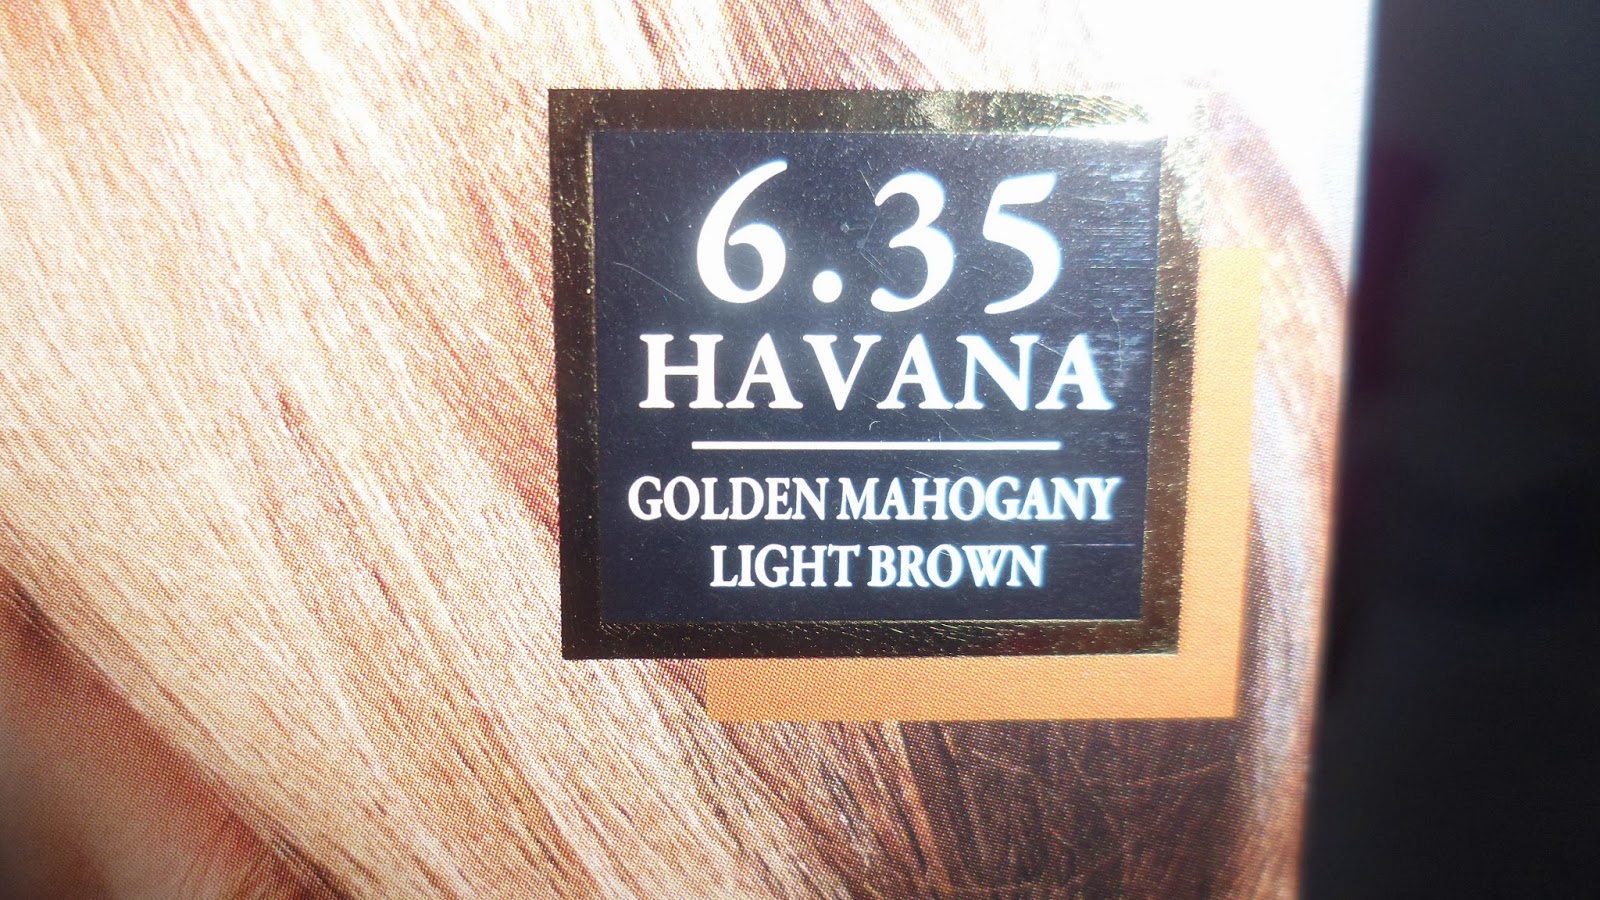 6.35
HAVANA
GOLDEN MAHOGANY
LIGHT BROWN